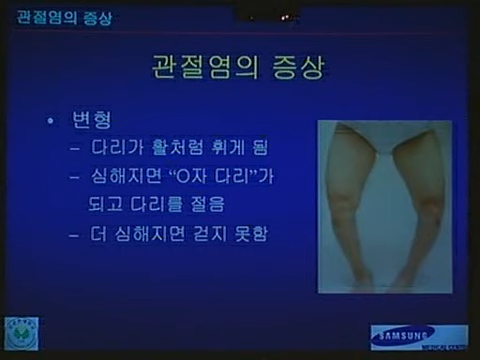 관절염의 증상
관절염의 증상
• 변형
– 다리가 활처럼 휘게 됨
– 심해지면 “O자 다리”가
되고 다리를 절음
– 더 심해지면 걷지 못함
SAMSUNG
MEDICAL CENTER